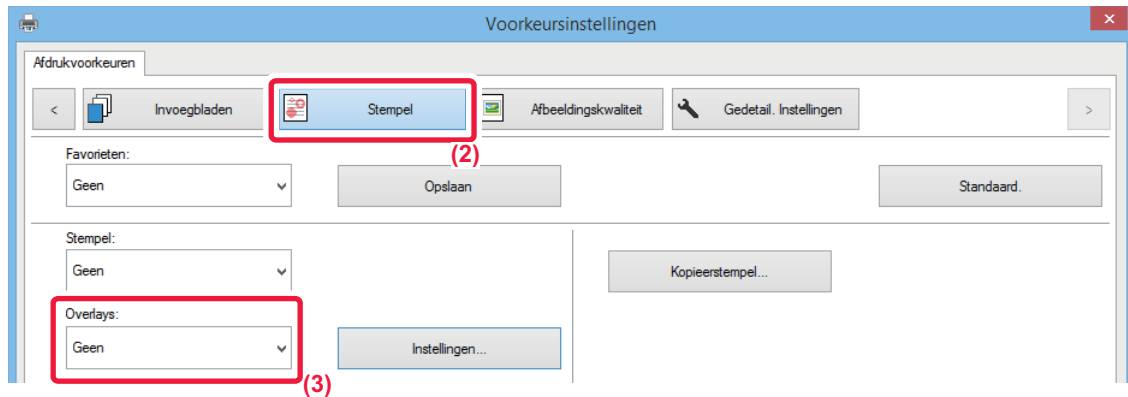 Voorkeursinstellingen
Afdrukvoorkeuren
< Invoegbladen Stempel Afbeeldingskwaliteit Gedetail. Instellingen >
(2)
Favorieten:
Geen Opslaan Standaard.
Stempel:
Geen Kopieerstempel...
Overlays:
Geen Instellingen...
(3)